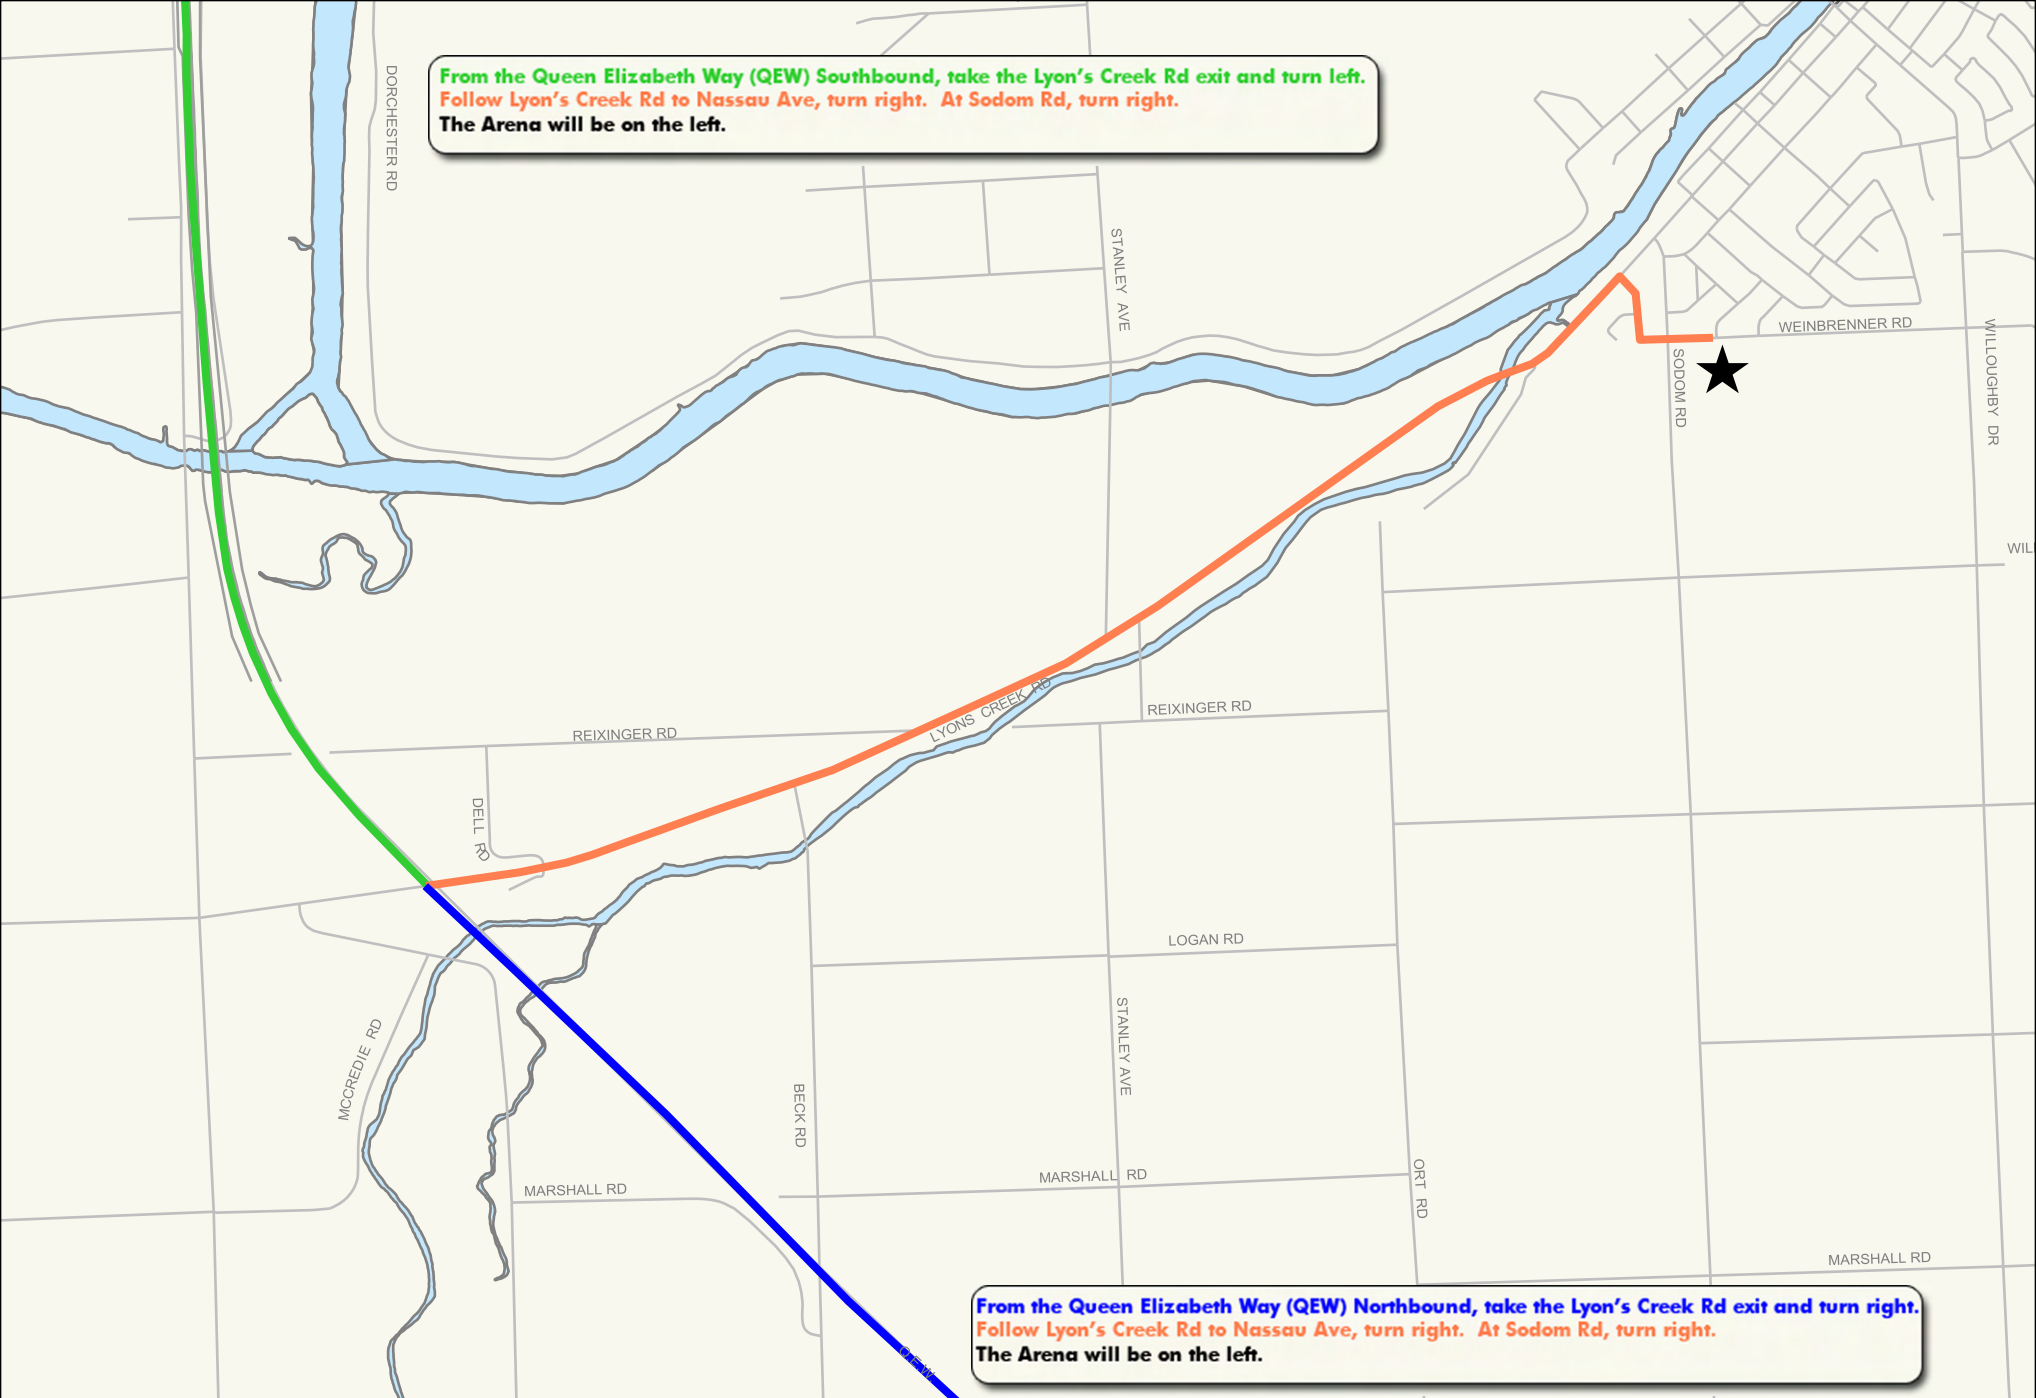 From the Queen Elizabeth Way (QEW) Southbound, take the Lyon's Creek Rd exit and turn left.
Follow Lyon's Creek Rd to Nassau Ave, turn right.  At Sodom Rd, turn right.
The Arena will be on the left.
DORCHESTER RD
STANLEY AVE
WEINBRENNER RD
SODOM RD
WILLOUGHBY DR
WIL
LYONS CREEK RD
REIXINGER RD
REIXINGER RD
DELL RD
LOGAN RD
MCCREDIE RD
STANLEY AVE
BECK RD
MARSHALL RD
MARSHALL RD
ORT RD
MARSHALL RD
QEW
From the Queen Elizabeth Way (QEW) Northbound, take the Lyon's Creek Rd exit and turn right.
Follow Lyon's Creek Rd to Nassau Ave, turn right.  At Sodom Rd, turn right.
The Arena will be on the left.